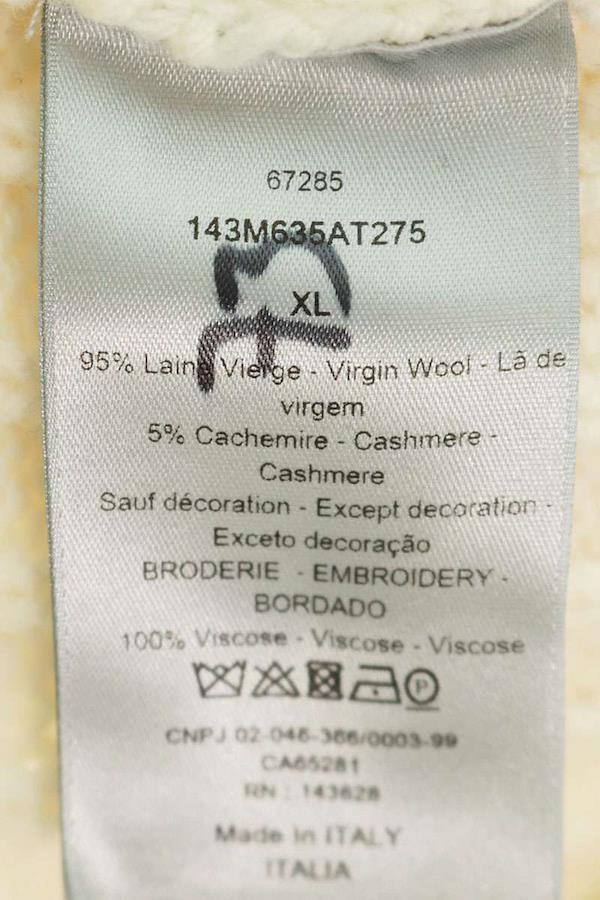 67285
143M635AT275
XL
95% Laine Vierge - Virgin Wool - Lã de
virgem
5% Cachemire - Cashmere -
Cashmere
Sauf décoration - Except decoration -
Exceto decoração
BRODERIE - EMBROIDERY -
BORDADO
100% Viscose - Viscose - Viscose
P
CNPJ 02-046-366/0003-99
CA65281
RN : 143628
Made in ITALY
ITALIA